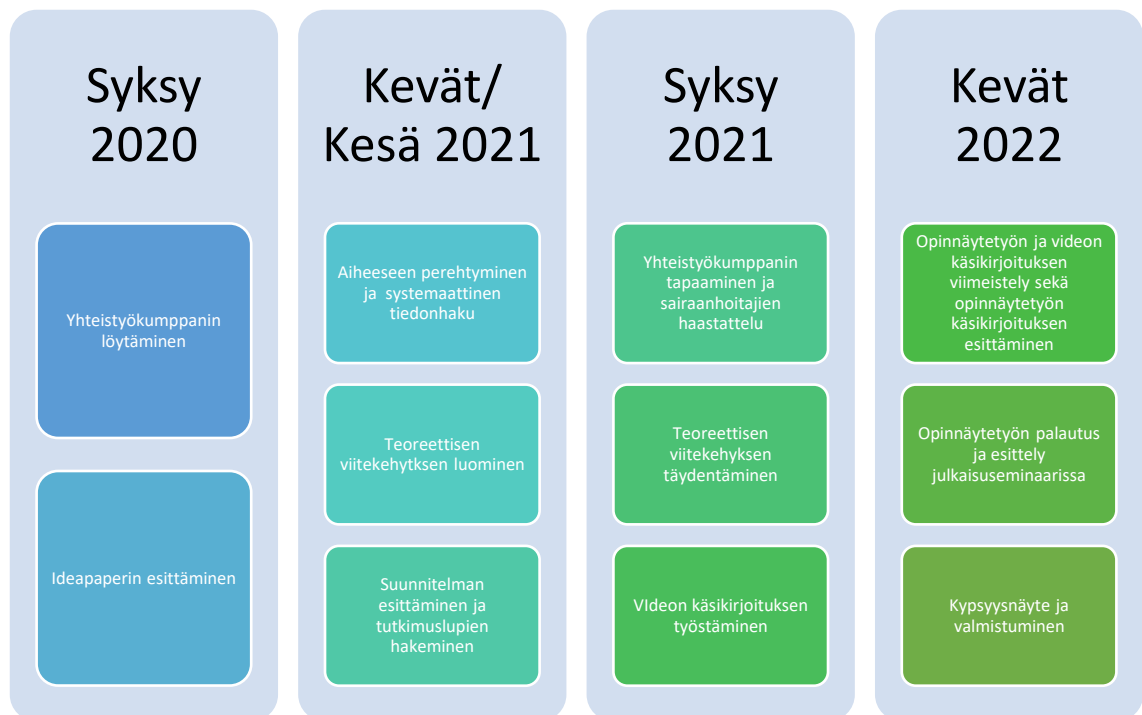 Syksy
2020
Yhteistyökumppanin
löytäminen
Ideapaperin esittäminen
Kevät/
Kesä 2021
Aiheeseen perehtyminen
ja systemaattinen
tiedonhaku
Teoreettisen
viitekehytksen luominen
Suunnitelman
esittäminen ja
tutkimuslupien
hakeminen
Syksy
2021
Yhteistyökumppanin
tapaaminen ja
sairaanhoitajien
haastattelu
Teoreettisen
viitekehyksen
täydentäminen
VIdeon käsikirjoituksen
työstäminen
Kevät
2022
Opinnäytetyön ja videon
käsikirjoituksen
viimeistely sekä
opinnäytetyön
käsikirjoituksen
esittäminen
Opinnäytetyön palautus
ja esittely
julkaisuseminaarissa
Kypsyysnäyte ja
valmistuminen